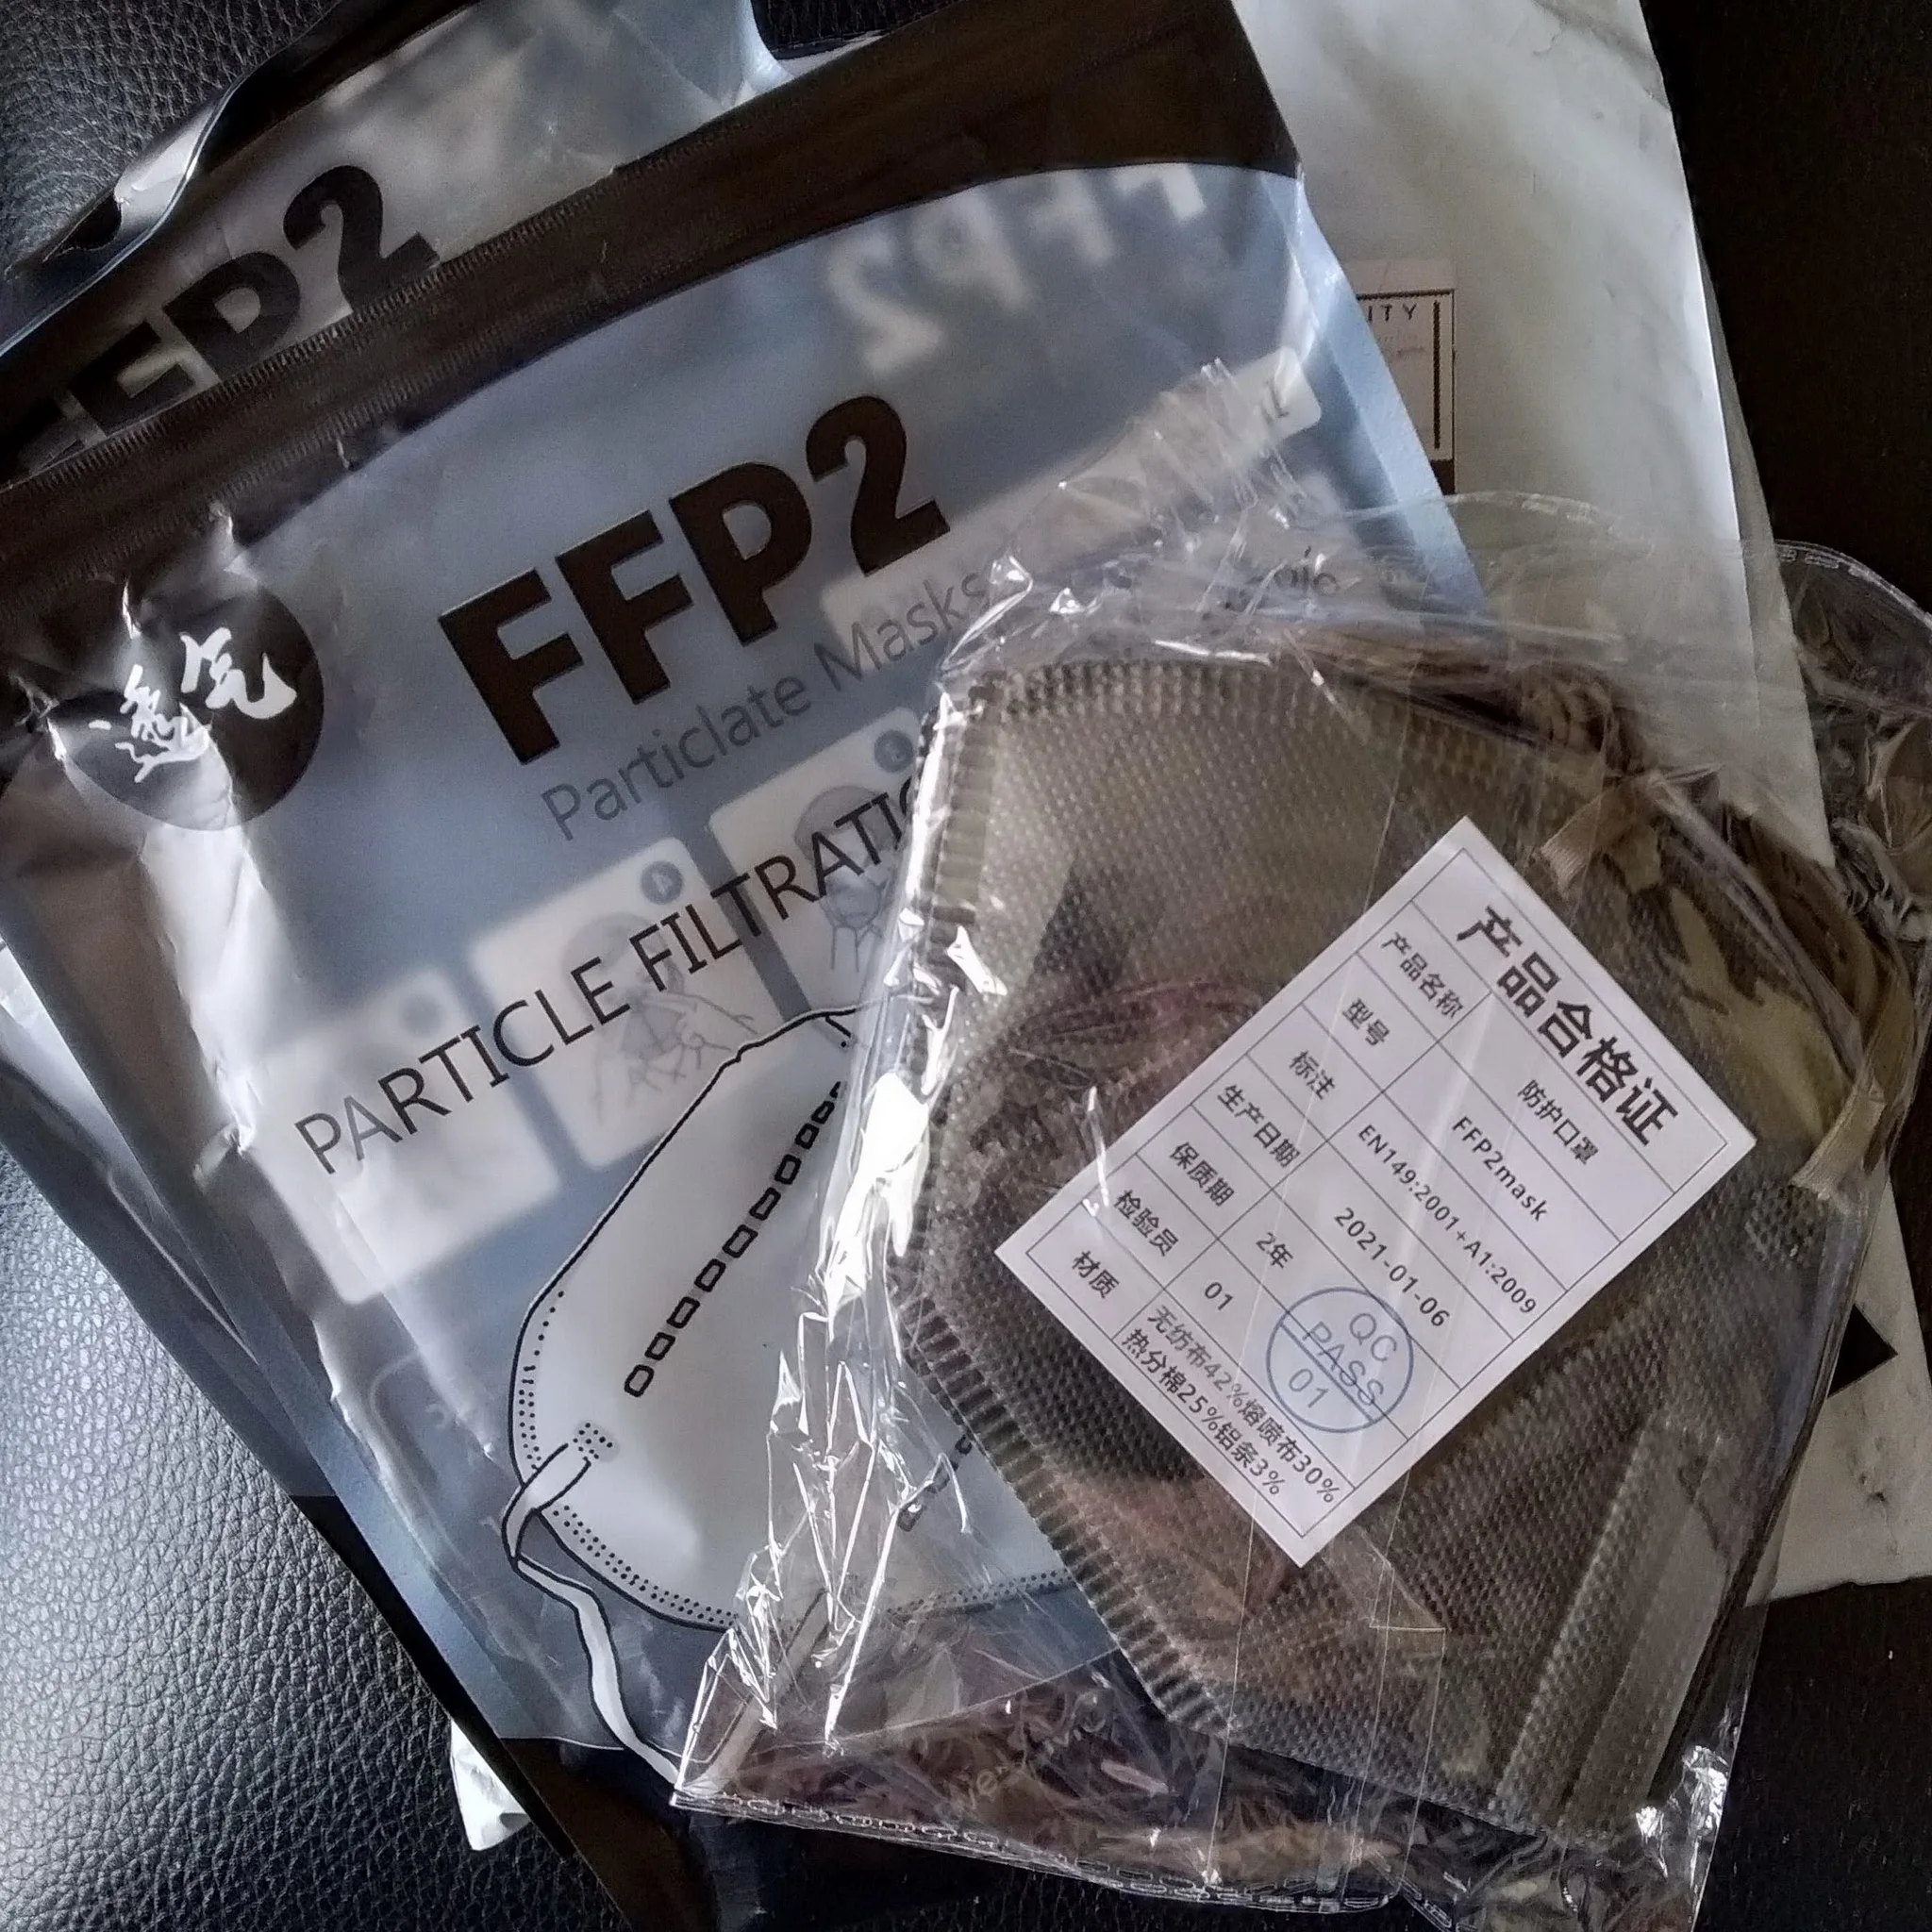 FFP2
FFP2
FFP2
透气
Particlate Masks
PARTICLE FILTRATIO
ITY
产品合格证
产品名称 防护口罩
型号 FFP2mask
标注 EN149:2001+A1:2009
生产日期 2021-01-06
保质期 2年
检验员 01
材质 无纺布42%熔喷布30%
热分棉25%铝条3%
QC
PASS
01